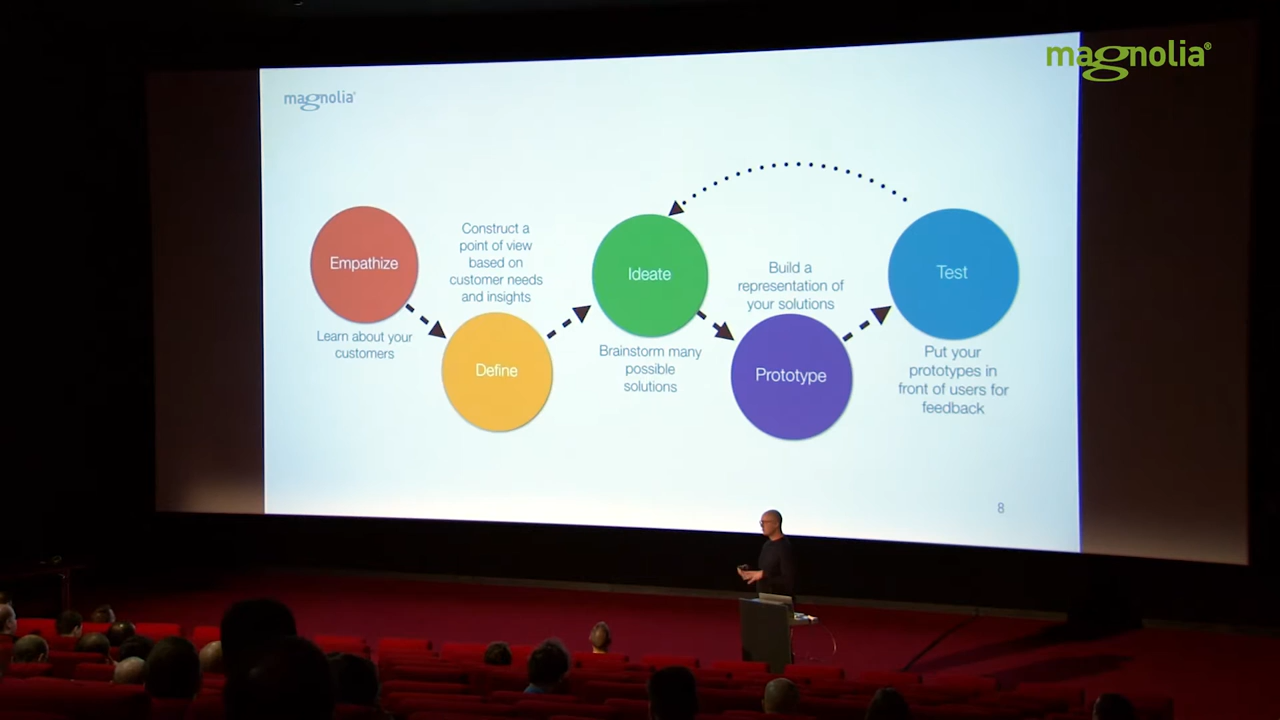 magnolia®
magnolia®
Empathize
Learn about your
customers
Construct a
point of view
based on
customer needs
and insights
Define
Ideate
Brainstorm many
possible
solutions
Build a
representation of
your solutions
Prototype
Test
Put your
prototypes in
front of users for
feedback
8